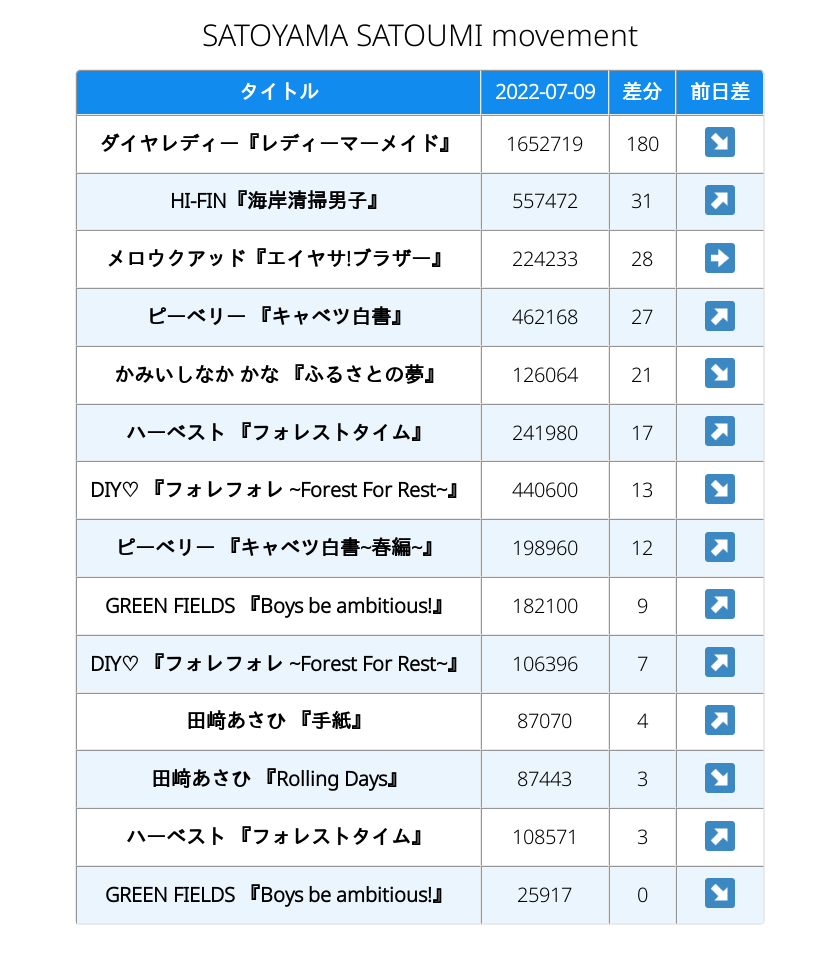 SATOYAMA SATOUMI movement
タイトル 2022-07-09 差分 前日差
ダイヤレディー『レディーマーメイド』 1652719 180 ↘
HI-FIN『海岸清掃男子』 557472 31 ↗
メロウクアッド『エイヤサ!ブラザー』 224233 28 ➡
ピーベリー 『キャベツ白書』 462168 27 ↗
かみいしなか かな 『ふるさとの夢』 126064 21 ↘
ハーベスト 『フォレストタイム』 241980 17 ↗
DIY♡ 『フォレフォレ ~Forest For Rest~』 440600 13 ↘
ピーベリー 『キャベツ白書~春編~』 198960 12 ↗
GREEN FIELDS 『Boys be ambitious!』 182100 9 ↗
DIY♡ 『フォレフォレ ~Forest For Rest~』 106396 7 ↗
田﨑あさひ 『手紙』 87070 4 ↗
田﨑あさひ 『Rolling Days』 87443 3 ↘
ハーベスト 『フォレストタイム』 108571 3 ↗
GREEN FIELDS 『Boys be ambitious!』 25917 0 ↘